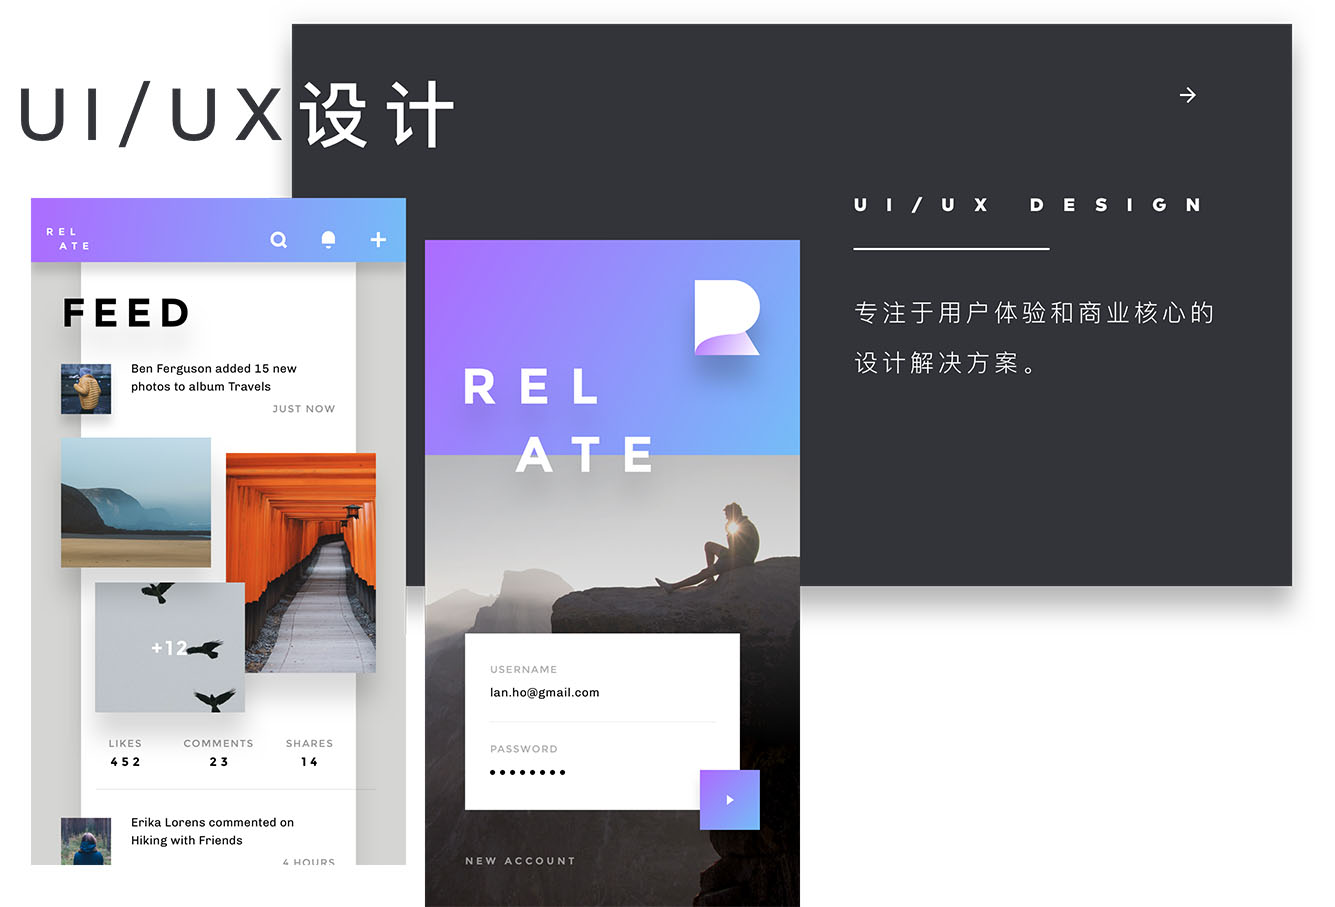 UI/UX设计
UI/UX DESIGN
专注于用户体验和商业核心的
设计解决方案。
REL
ATE
FEED
Ben Ferguson added 15 new
photos to album Travels
JUST NOW
+12
LIKES COMMENTS SHARES
452 23 14
Erika Lorens commented on
Hiking with Friends
4 HOURS
REL
ATE
USERNAME
lan.ho@gmail.com
PASSWORD
NEW ACCOUNT